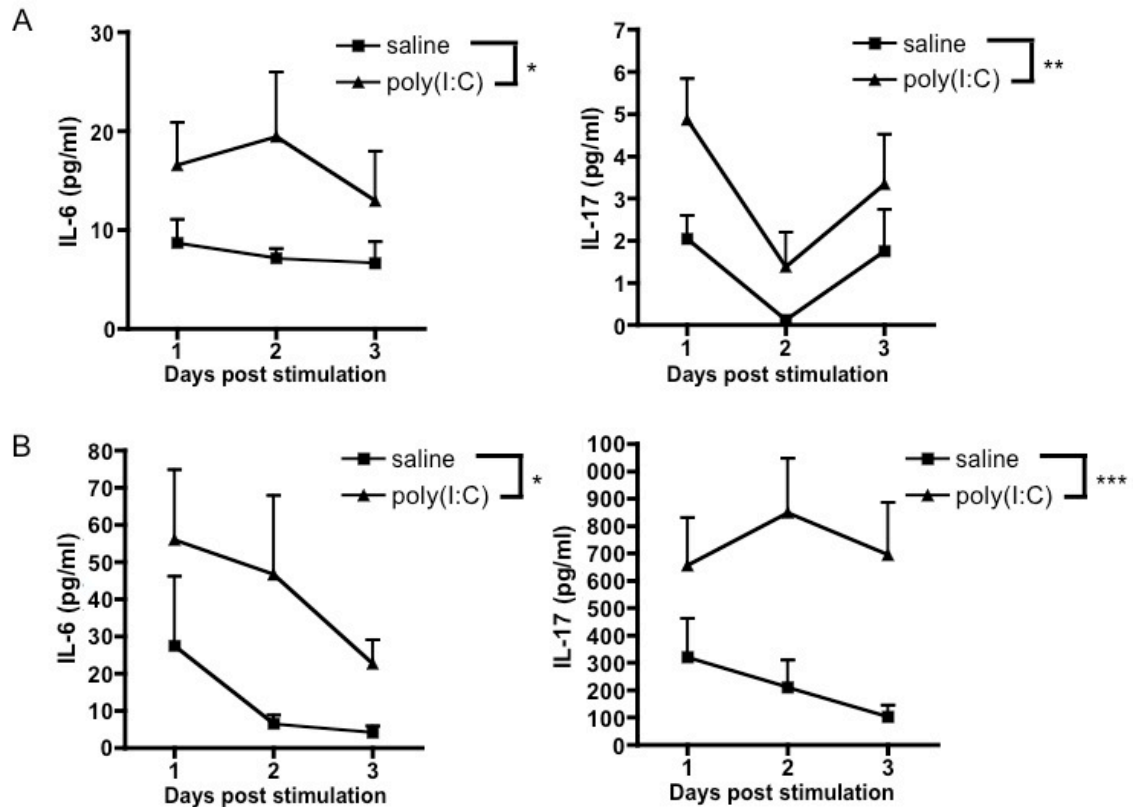 A
30
20
10
0
IL-6 (pg/ml)
saline
poly(I:C)
*
1 2 3
Days post stimulation
7
6
5
4
3
2
1
0
IL-17 (pg/ml)
saline
poly(I:C)
**
1 2 3
Days post stimulation
B
80
70
60
50
40
30
20
10
0
IL-6 (pg/ml)
saline
poly(I:C)
*
1 2 3
Days post stimulation
100
000
900
800
700
600
500
400
300
200
100
0
IL-17 (pg/ml)
saline
poly(I:C)
***
1 2 3
Days post stimulation